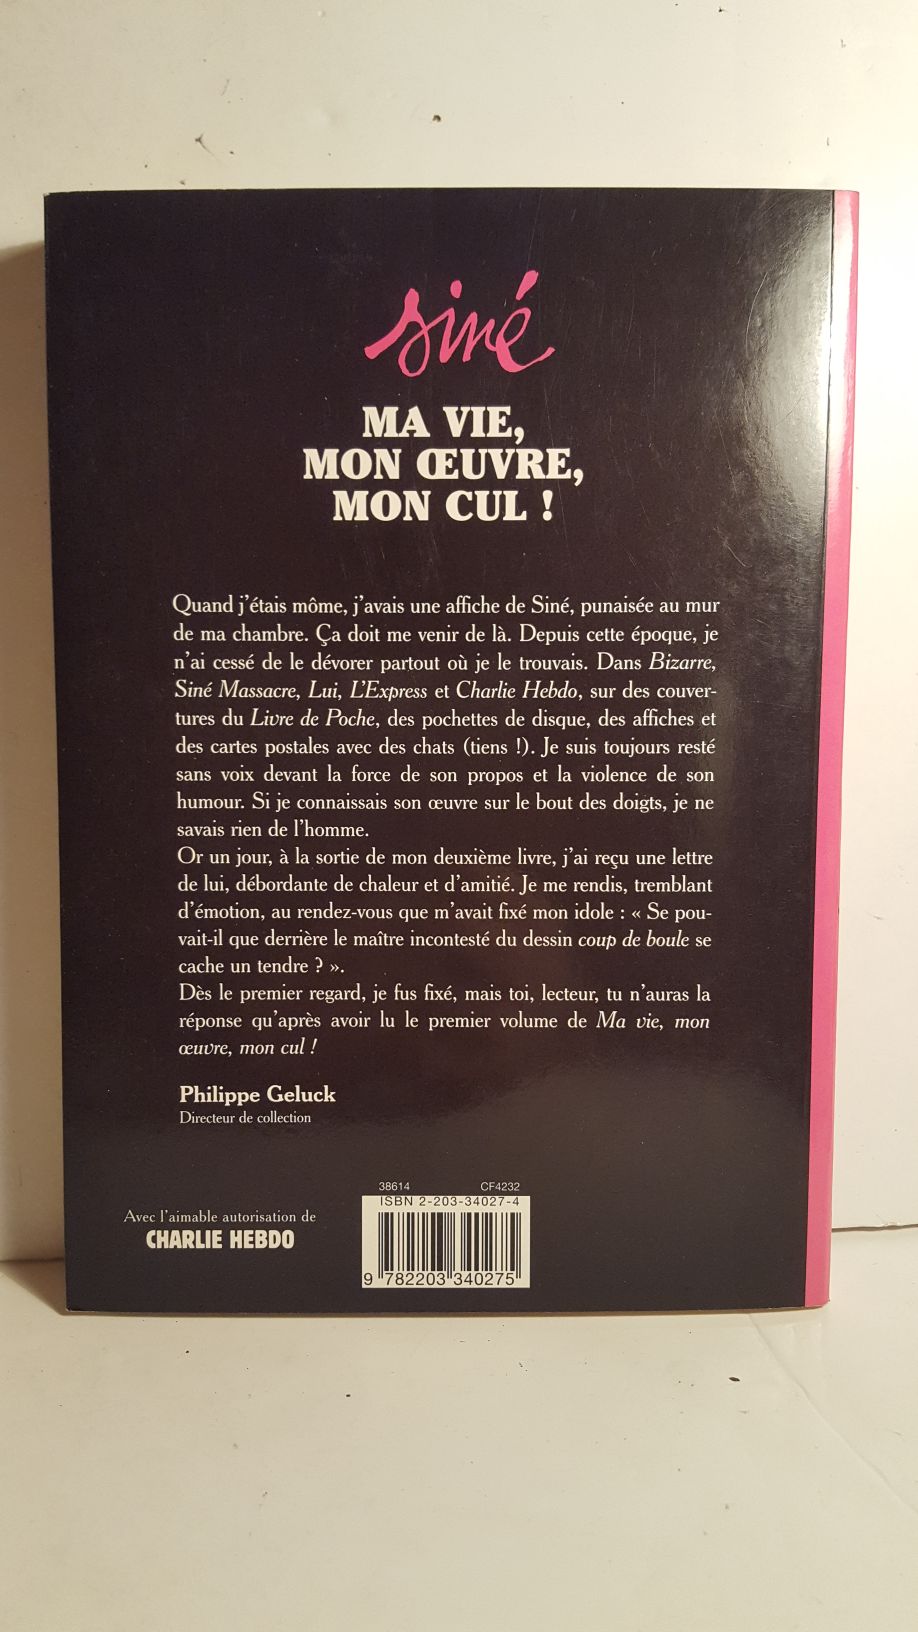 siné
MA VIE,
MON ŒUVRE,
MON CUL !
Quand j'étais môme, j'avais une affiche de Siné, punaisée au mur
de ma chambre. Ça doit me venir de là. Depuis cette époque, je
n'ai cessé de le dévorer partout où je le trouvais. Dans Bizarre,
Siné Massacre, Lui, L'Express et Charlie Hebdo, sur des couver-
tures du Livre de Poche, des pochettes de disque, des affiches et
des cartes postales avec des chats (tiens !). Je suis toujours resté
sans voix devant la force de son propos et la violence de son
humour. Si je connaissais son œuvre sur le bout des doigts, je ne
savais rien de l'homme.
Or un jour, à la sortie de mon deuxième livre, j'ai reçu une lettre
de lui, débordante de chaleur et d'amitié. Je me rendis, tremblant
d'émotion, au rendez-vous que m'avait fixé mon idole : « Se pou-
vait-il que derrière le maître incontesté du dessin coup de boule se
cache un tendre ? ».
Dès le premier regard, je fus fixé, mais toi, lecteur, tu n'auras la
réponse qu'après avoir lu le premier volume de Ma vie, mon
œuvre, mon cul !
Philippe Geluck
Directeur de collection
Avec l'aimable autorisation de
CHARLIE HEBDO
38614 CF4232
ISBN 2-203-34027-4
9 782203 340275